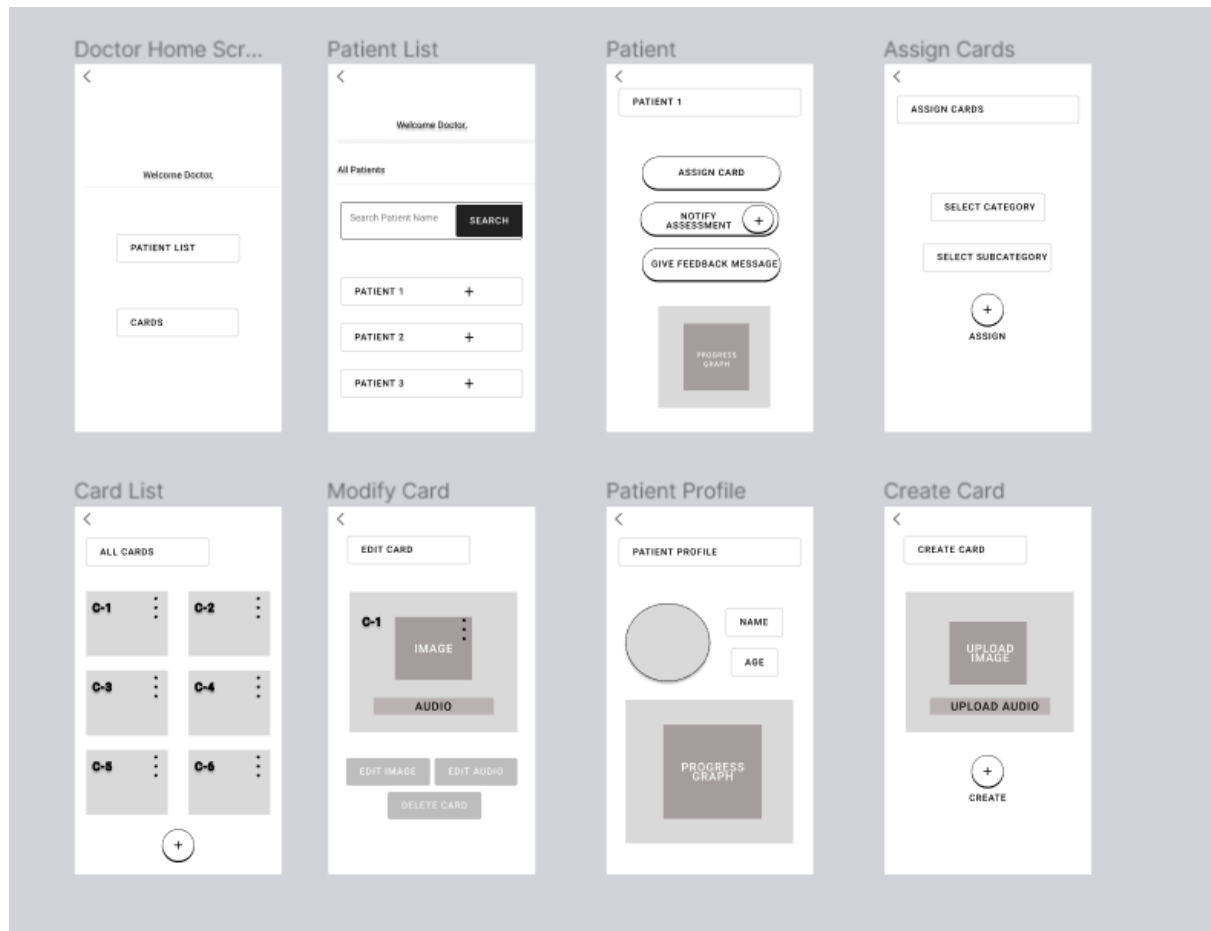 Doctor Home Scr...
Welcome Doctor,
PATIENT LIST
CARDS
Patient List
Welcome Doctor,
All Patients
Search Patient Name
SEARCH
PATIENT 1 +
PATIENT 2 +
PATIENT 3 +
Patient
PATIENT 1
ASSIGN CARD
NOTIFY
ASSESSMENT
+
GIVE FEEDBACK MESSAGE
PROGRESS
GRAPH
Assign Cards
ASSIGN CARDS
SELECT CATEGORY
SELECT SUBCATEGORY
+
ASSIGN
Card List
ALL CARDS
C-1
C-2
C-3
C-4
C-5
C-6
+
Modify Card
EDIT CARD
C-1
IMAGE
AUDIO
EDIT IMAGE
EDIT AUDIO
DELETE CARD
Patient Profile
PATIENT PROFILE
NAME
AGE
PROGRESS
GRAPH
Create Card
CREATE CARD
UPLOAD
IMAGE
UPLOAD AUDIO
+
CREATE